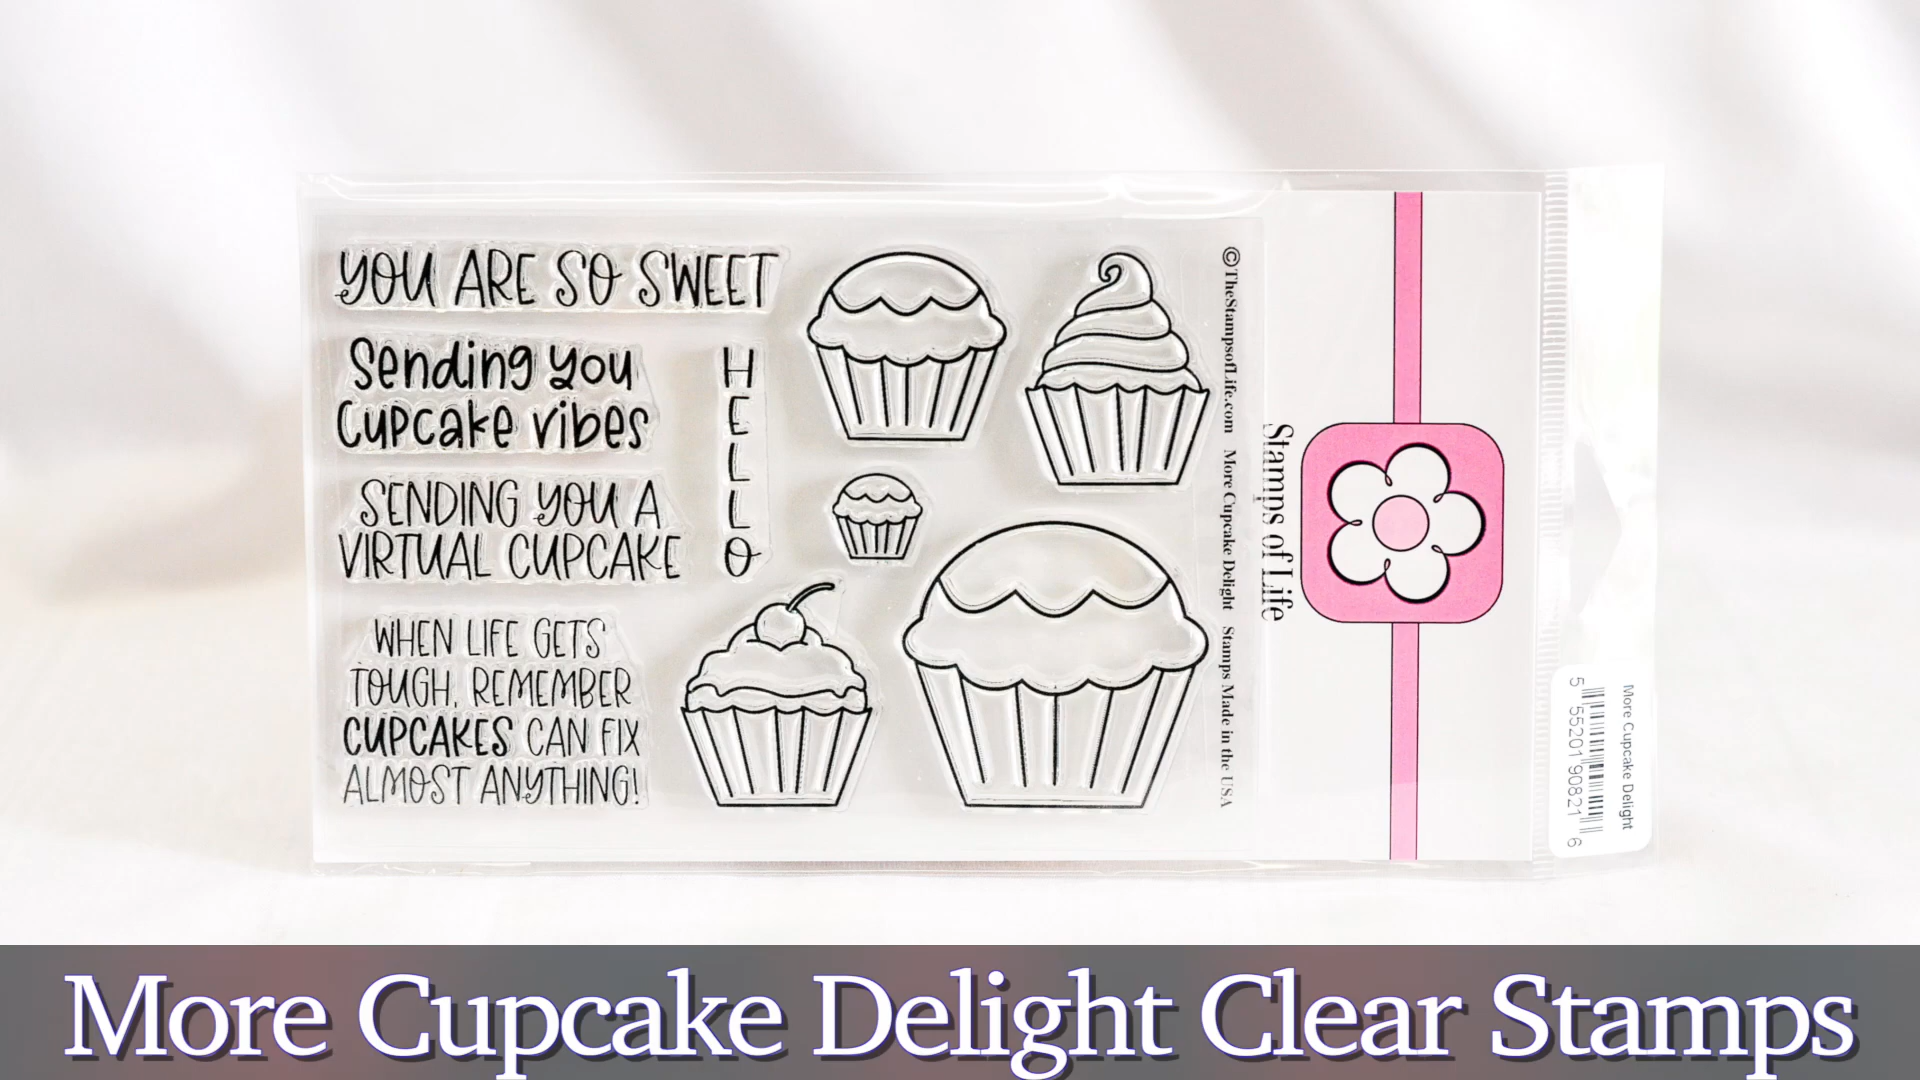 YOU ARE SO SWEET
Sending you
Cupcake vibes
SENDING YOU A
VIRTUAL CUPCAKE
WHEN LIFE GETS
TOUGH, REMEMBER
CUPCAKES CAN FIX
ALMOST ANYTHING!
HELLO
©TheStampsofLife.com More Cupcake Delight Stamps Made in the USA
Stamps of Life
More Cupcake Delight
5 55201 90821 6
More Cupcake Delight Clear Stamps